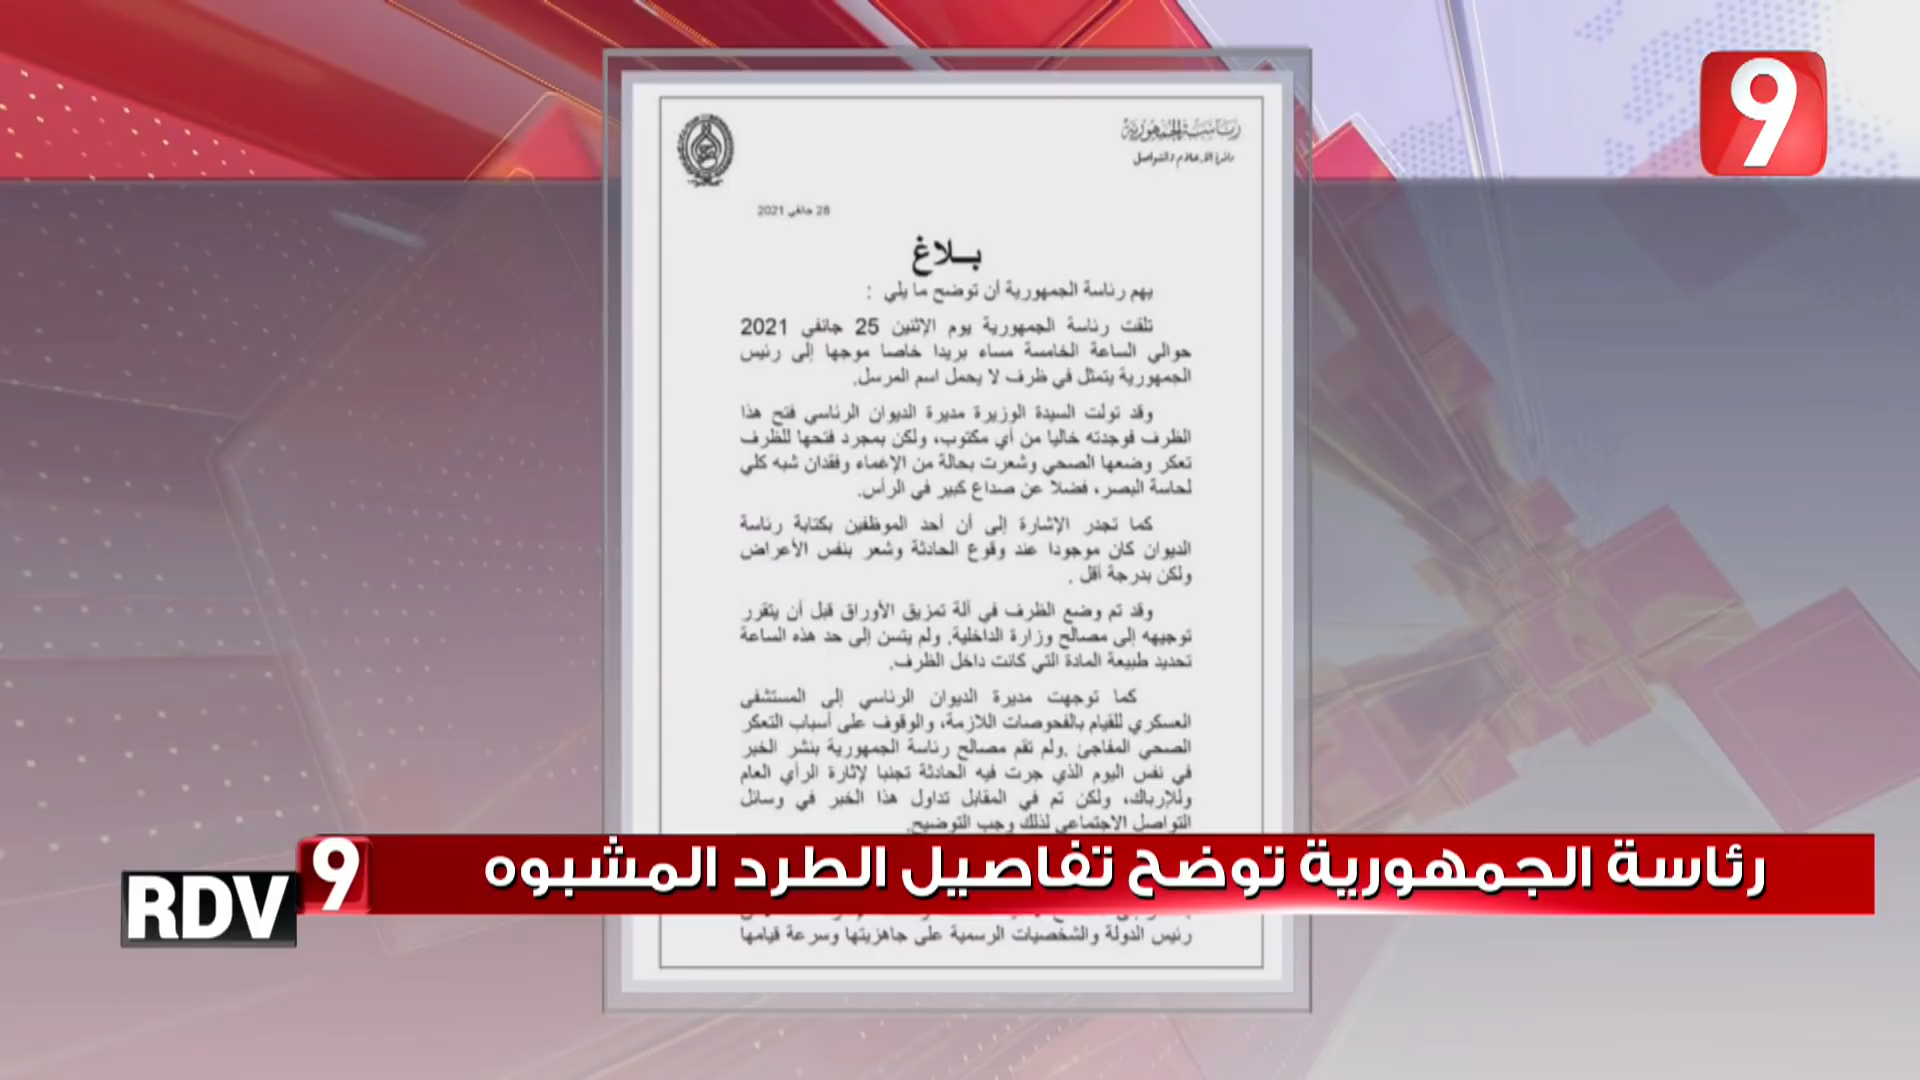 9
رئاسة الجمهورية
دائرة الإعلام والتواصل
28 جانفي 2021
بــلاغ
يهم رئاسة الجمهورية أن توضح ما يلي :
تلقت رئاسة الجمهورية يوم الإثنين 25 جانفي 2021
حوالي الساعة الخامسة مساء بريدا خاصا موجها إلى رئيس
الجمهورية يتمثل في ظرف لا يحمل اسم المرسل.
وقد تولت السيدة الوزيرة مديرة الديوان الرئاسي فتح هذا
الظرف فوجدته خاليا من أي مكتوب، ولكن بمجرد فتحها للظرف
تعكر وضعها الصحي وشعرت بحالة من الإغماء وفقدان شبه كلي
لحاسة البصر، فضلا عن صداع كبير في الرأس.
كما تجدر الإشارة إلى أن أحد الموظفين بكتابة رئاسة
الديوان كان موجودا عند وقوع الحادثة وشعر بنفس الأعراض
ولكن بدرجة أقل .
وقد تم وضع الظرف في آلة تمزيق الأوراق قبل أن يتقرر
توجيهه إلى مصالح وزارة الداخلية. ولم يتسن إلى حد هذه الساعة
تحديد طبيعة المادة التي كانت داخل الظرف.
كما توجهت مديرة الديوان الرئاسي إلى المستشفى
العسكري للقيام بالفحوصات اللازمة، والوقوف على أسباب التعكر
الصحي المفاجئ .ولم تقم مصالح رئاسة الجمهورية بنشر الخبر
في نفس اليوم الذي جرت فيه الحادثة تجنبا لإثارة الرأي العام
وللإرباك، ولكن تم في المقابل تداول هذا الخبر في وسائل
التواصل الاجتماعي لذلك وجب التوضيح.
رئاسة الجمهورية توضح تفاصيل الطرد المشبوه
RDV 9
رئيس الدولة والشخصيات الرسمية على جاهزيتها وسرعة قيامها